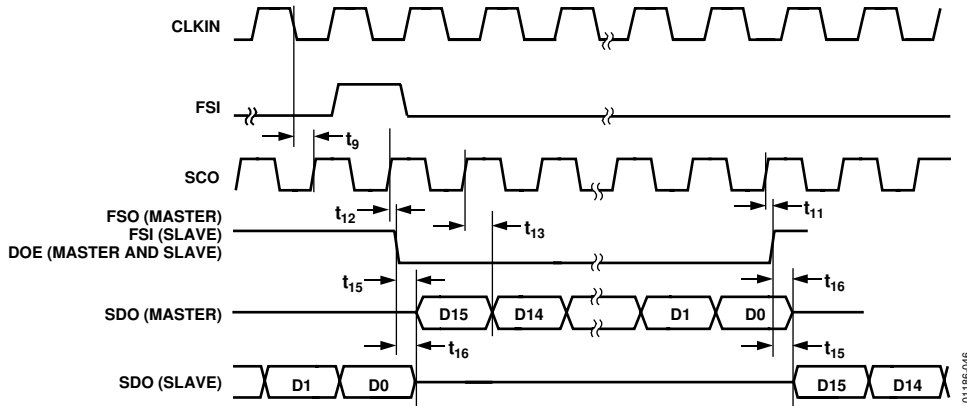 CLKIN
FSI
t9
SCO
FSO (MASTER)
FSI (SLAVE)
DOE (MASTER AND SLAVE)
t12
t13
t11
t15
t16
SDO (MASTER)
D15
D14
D1
D0
t16
t15
SDO (SLAVE)
D1
D0
D15
D14
01186-046